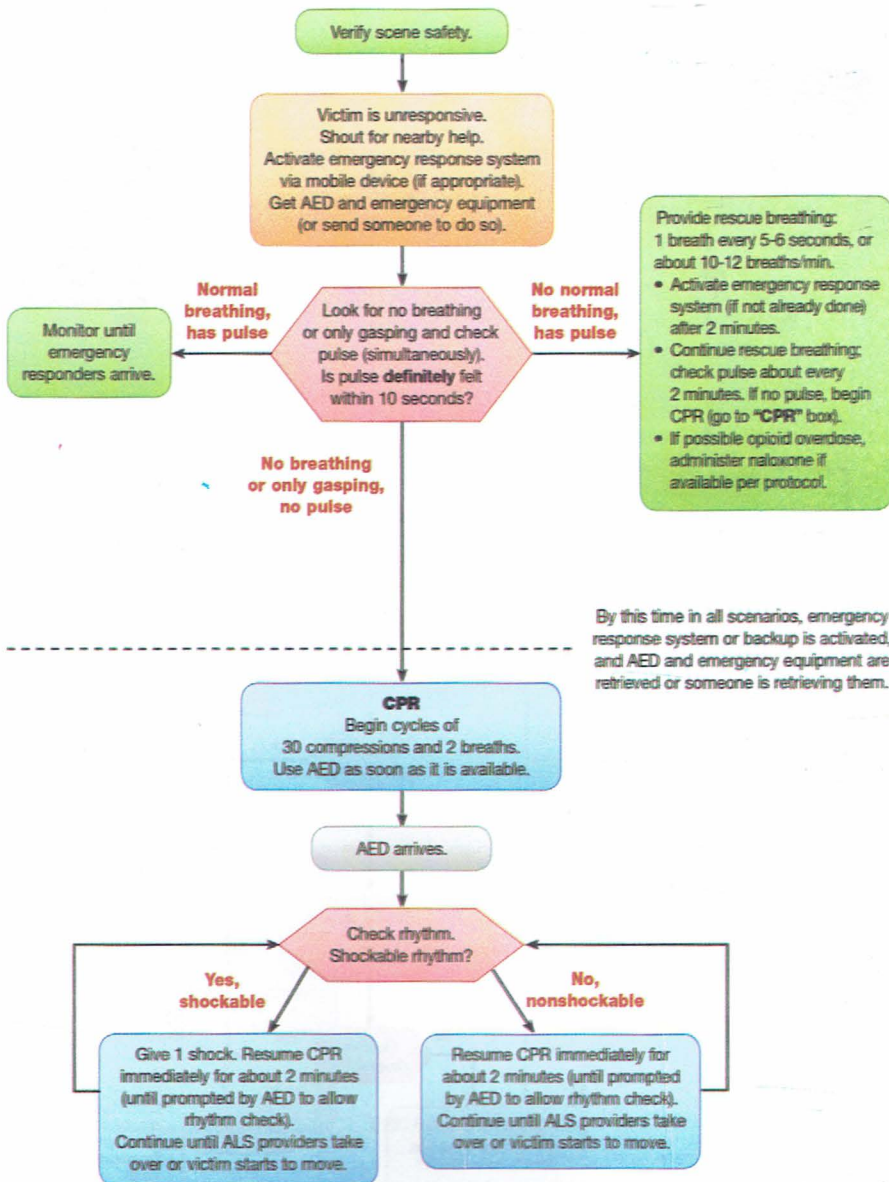 Verify scene safety.
Victim is unresponsive.
Shout for nearby help.
Activate emergency response system
via mobile device (if appropriate).
Get AED and emergency equipment
(or send someone to do so).
Normal
breathing,
has pulse
Monitor until
emergency
responders arrive.
Look for no breathing
or only gasping and check
pulse (simultaneously).
Is pulse definitely felt
within 10 seconds?
No normal
breathing,
has pulse
Provide rescue breathing:
1 breath every 5-6 seconds, or
about 10-12 breaths/min.
• Activate emergency response
system (if not already done)
after 2 minutes.
• Continue rescue breathing;
check pulse about every
2 minutes. If no pulse, begin
CPR (go to "CPR" box).
• If possible opioid overdose,
administer naloxone if
available per protocol.
No breathing
or only gasping,
no pulse
By this time in all scenarios, emergency
response system or backup is activated,
and AED and emergency equipment are
retrieved or someone is retrieving them.
CPR
Begin cycles of
30 compressions and 2 breaths.
Use AED as soon as it is available.
AED arrives.
Check rhythm.
Shockable rhythm?
Yes,
shockable
No,
nonshockable
Give 1 shock. Resume CPR
immediately for about 2 minutes
(until prompted by AED to allow
rhythm check).
Continue until ALS providers take
over or victim starts to move.
Resume CPR immediately for
about 2 minutes (until prompted
by AED to allow rhythm check).
Continue until ALS providers take
over or victim starts to move.